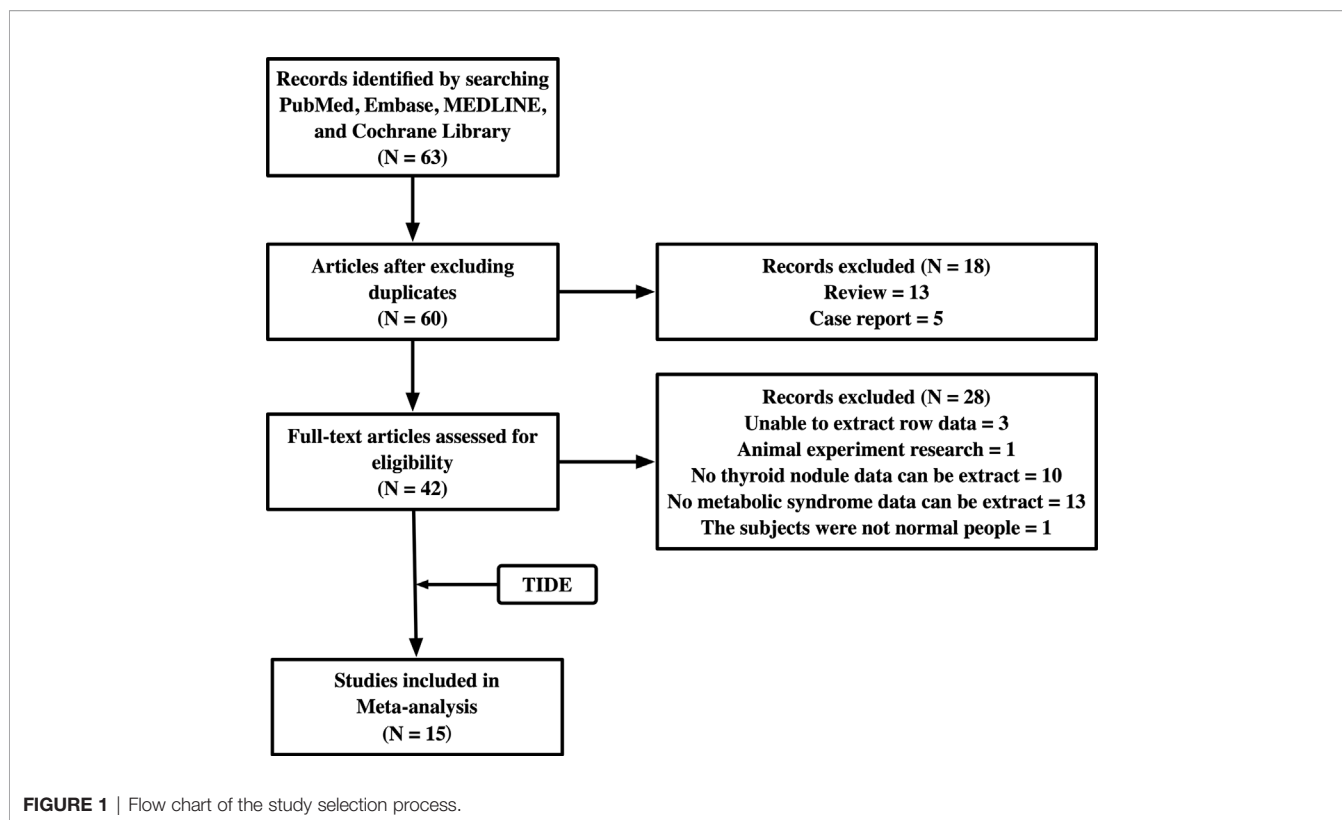 Records identified by searching
PubMed, Embase, MEDLINE,
and Cochrane Library
(N = 63)
Articles after excluding
duplicates
(N = 60)
Records excluded (N = 18)
Review = 13
Case report = 5
Full-text articles assessed for
eligibility
(N = 42)
Records excluded (N = 28)
Unable to extract row data = 3
Animal experiment research = 1
No thyroid nodule data can be extract = 10
No metabolic syndrome data can be extract = 13
The subjects were not normal people = 1
TIDE
Studies included in
Meta-analysis
(N = 15)
FIGURE 1 | Flow chart of the study selection process.